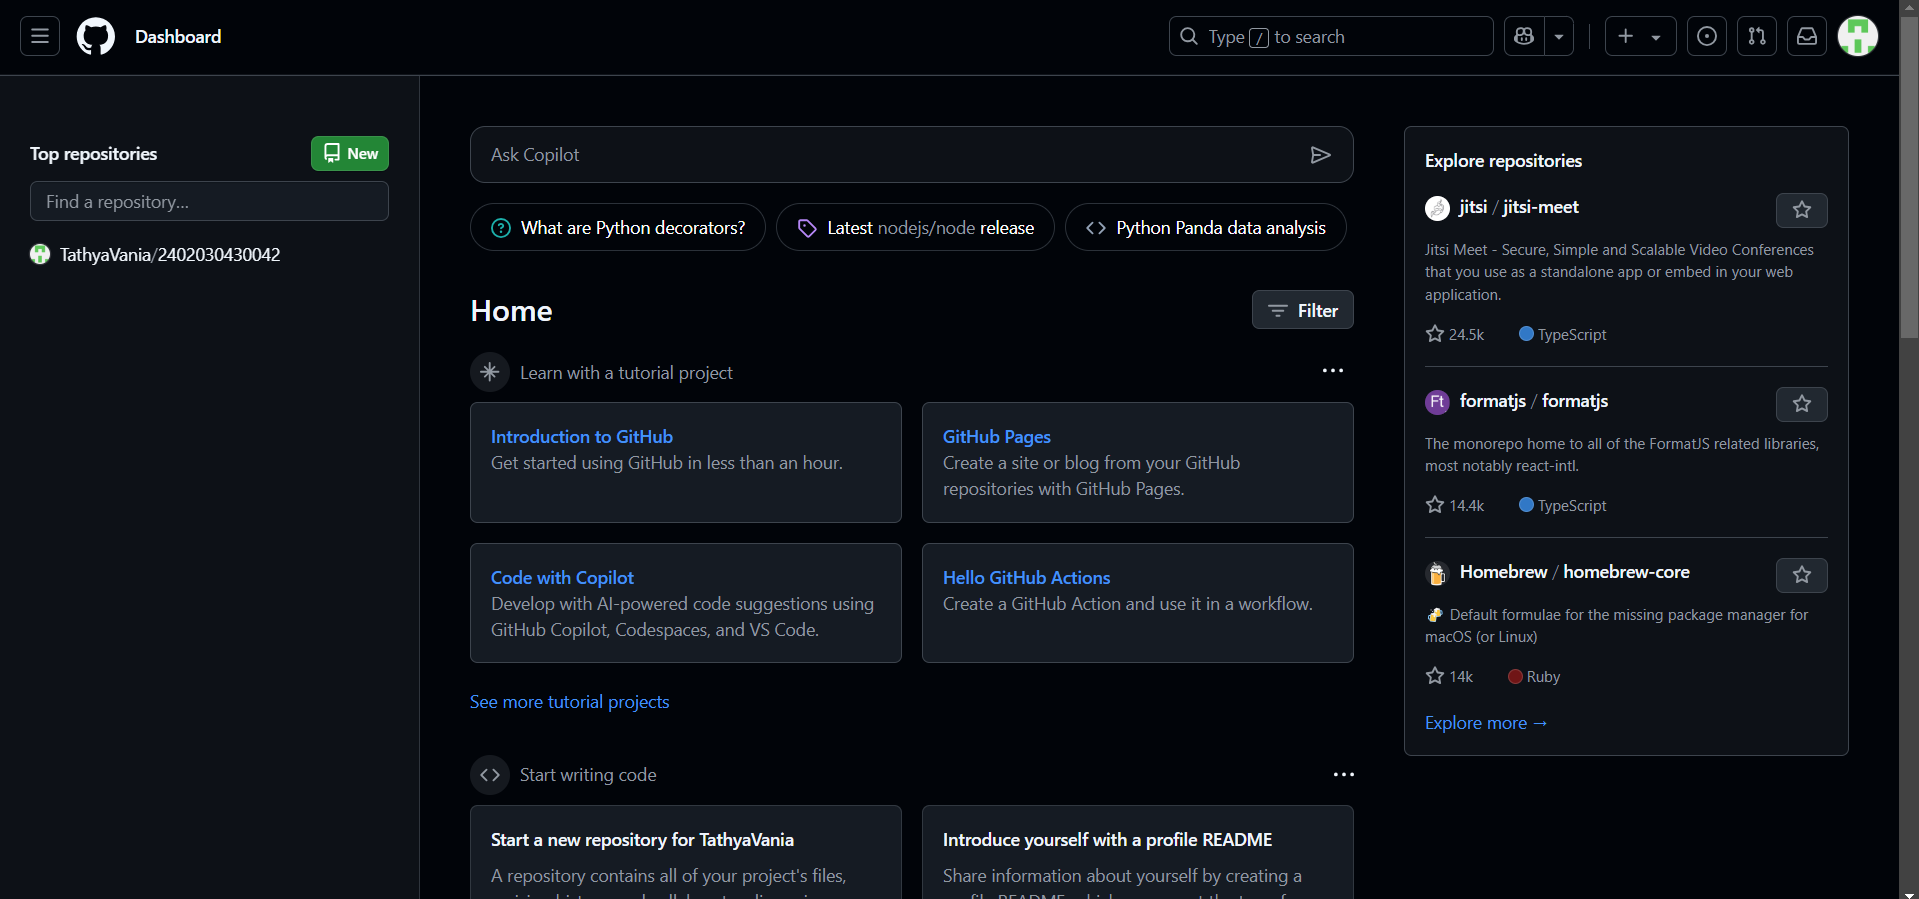 Dashboard
Type / to search
Top repositories
New
Find a repository...
TathyaVania/2402030430042
Ask Copilot
What are Python decorators?
Latest nodejs/node release
Python Panda data analysis
Home
Filter
Learn with a tutorial project
Introduction to GitHub
Get started using GitHub in less than an hour.
GitHub Pages
Create a site or blog from your GitHub
repositories with GitHub Pages.
Code with Copilot
Develop with AI-powered code suggestions using
GitHub Copilot, Codespaces, and VS Code.
Hello GitHub Actions
Create a GitHub Action and use it in a workflow.
See more tutorial projects
Start writing code
Start a new repository for TathyaVania
A repository contains all of your project's files,
Introduce yourself with a profile README
Share information about yourself by creating a
Explore repositories
jitsi / jitsi-meet
Jitsi Meet - Secure, Simple and Scalable Video Conferences
that you use as a standalone app or embed in your web
application.
24.5k
TypeScript
Ft
formatjs / formatjs
The monorepo home to all of the FormatJS related libraries,
most notably react-intl.
14.4k
TypeScript
Homebrew / homebrew-core
🍻 Default formulae for the missing package manager for
macOS (or Linux)
14k
Ruby
Explore more →